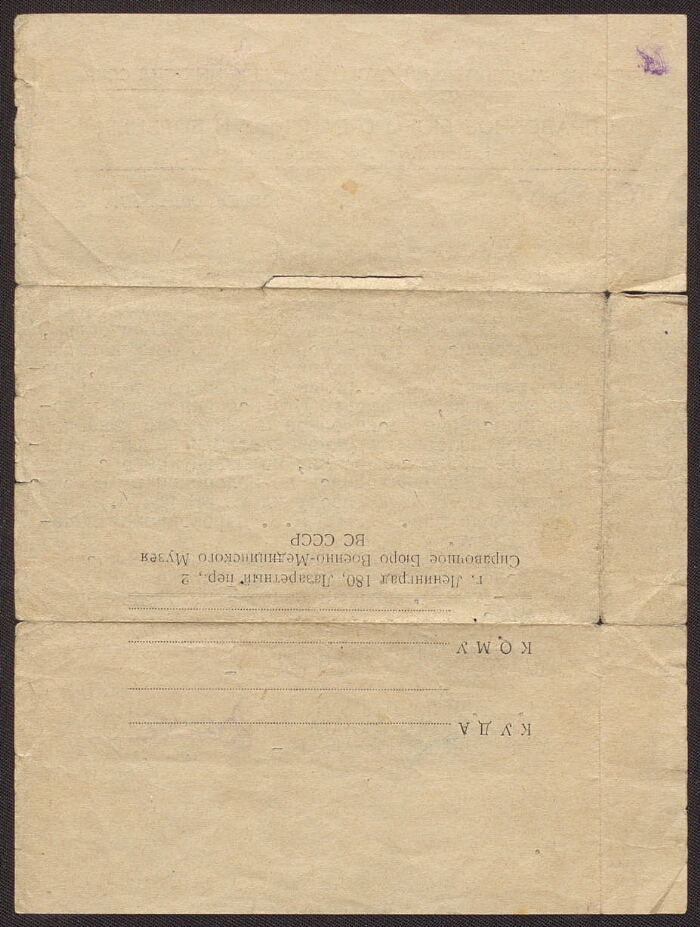 КУДА
КОМУ
г. Ленинград 180, Лазаретный пер., 2
Справочное Бюро Военно-Медицинского Музея
ВС СССР